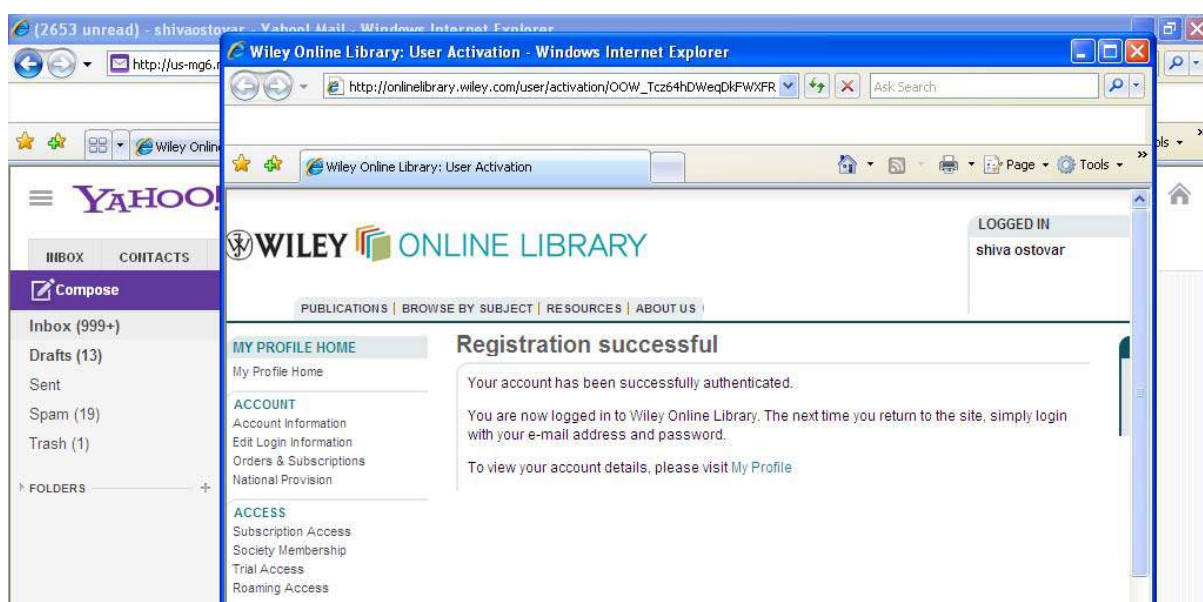 (2653 unread) - shivaostovar - Yahoo! Mail - Windows Internet Explorer
Wiley Online Library: User Activation - Windows Internet Explorer
http://us-mg6.
http://onlinelibrary.wiley.com/user/activation/OOW_Tcz64hDWeqDkFWXFR
Ask Search
Wiley Onlin
Wiley Online Library: User Activation
Page
Tools
ols
»
YAHOO!
INBOX CONTACTS
Compose
Inbox (999+)
Drafts (13)
Sent
Spam (19)
Trash (1)
FOLDERS +
WILEY ONLINE LIBRARY
LOGGED IN
shiva ostovar
PUBLICATIONS | BROWSE BY SUBJECT | RESOURCES | ABOUT US
MY PROFILE HOME
My Profile Home
ACCOUNT
Account Information
Edit Login Information
Orders & Subscriptions
National Provision
ACCESS
Subscription Access
Society Membership
Trial Access
Roaming Access
Registration successful
Your account has been successfully authenticated.
You are now logged in to Wiley Online Library. The next time you return to the site, simply login
with your e-mail address and password.
To view your account details, please visit My Profile